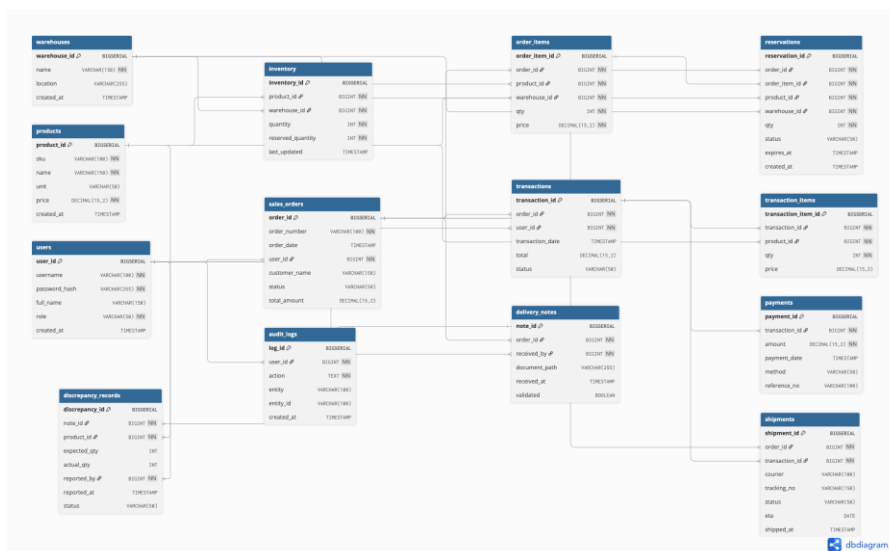 warehouses
warehouse_id BIGSERIAL
name VARCHAR(150) NN
location VARCHAR(255)
created_at TIMESTAMP
products
product_id BIGSERIAL
sku VARCHAR(100) NN
name VARCHAR(150) NN
unit VARCHAR(50)
price DECIMAL(15,2) NN
created_at TIMESTAMP
users
user_id BIGSERIAL
username VARCHAR(100) NN
password_hash VARCHAR(255) NN
full_name VARCHAR(150)
role VARCHAR(50) NN
created_at TIMESTAMP
discrepancy_records
discrepancy_id BIGSERIAL
note_id BIGINT NN
product_id BIGINT NN
expected_qty INT
actual_qty INT
reported_by BIGINT NN
reported_at TIMESTAMP
status VARCHAR(50)
inventory
inventory_id BIGSERIAL
product_id BIGINT NN
warehouse_id BIGINT NN
quantity INT NN
reserved_quantity INT NN
last_updated TIMESTAMP
sales_orders
order_id BIGSERIAL
order_number VARCHAR(100) NN
order_date TIMESTAMP
user_id BIGINT NN
customer_name VARCHAR(150)
status VARCHAR(50)
total_amount DECIMAL(15,2)
audit_logs
log_id BIGSERIAL
user_id BIGINT NN
action TEXT NN
entity VARCHAR(100)
entity_id VARCHAR(100)
created_at TIMESTAMP
order_items
order_item_id BIGSERIAL
order_id BIGINT NN
product_id BIGINT NN
warehouse_id BIGINT NN
qty INT NN
price DECIMAL(15,2) NN
transactions
transaction_id BIGSERIAL
order_id BIGINT NN
user_id BIGINT NN
transaction_date TIMESTAMP
total DECIMAL(15,2)
status VARCHAR(50)
delivery_notes
note_id BIGSERIAL
order_id BIGINT NN
received_by BIGINT NN
document_path VARCHAR(255)
received_at TIMESTAMP
validated BOOLEAN
reservations
reservation_id BIGSERIAL
order_id BIGINT NN
order_item_id BIGINT NN
product_id BIGINT NN
warehouse_id BIGINT NN
qty INT NN
status VARCHAR(50)
expires_at TIMESTAMP
created_at TIMESTAMP
transaction_items
transaction_item_id BIGSERIAL
transaction_id BIGINT NN
product_id BIGINT NN
qty INT NN
price DECIMAL(15,2)
payments
payment_id BIGSERIAL
transaction_id BIGINT NN
amount DECIMAL(15,2) NN
payment_date TIMESTAMP
method VARCHAR(50)
reference_no VARCHAR(100)
shipments
shipment_id BIGSERIAL
order_id BIGINT NN
transaction_id BIGINT NN
courier VARCHAR(100)
tracking_no VARCHAR(150)
status VARCHAR(50)
eta DATE
shipped_at TIMESTAMP
dbdiagram